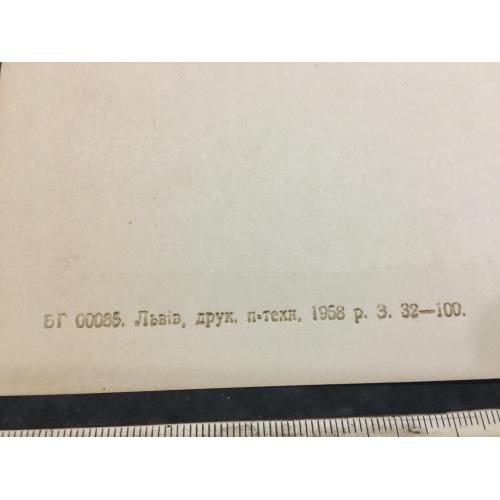 БГ 00085. Львів, друк. п-техн. 1958 р. З. 32—100.